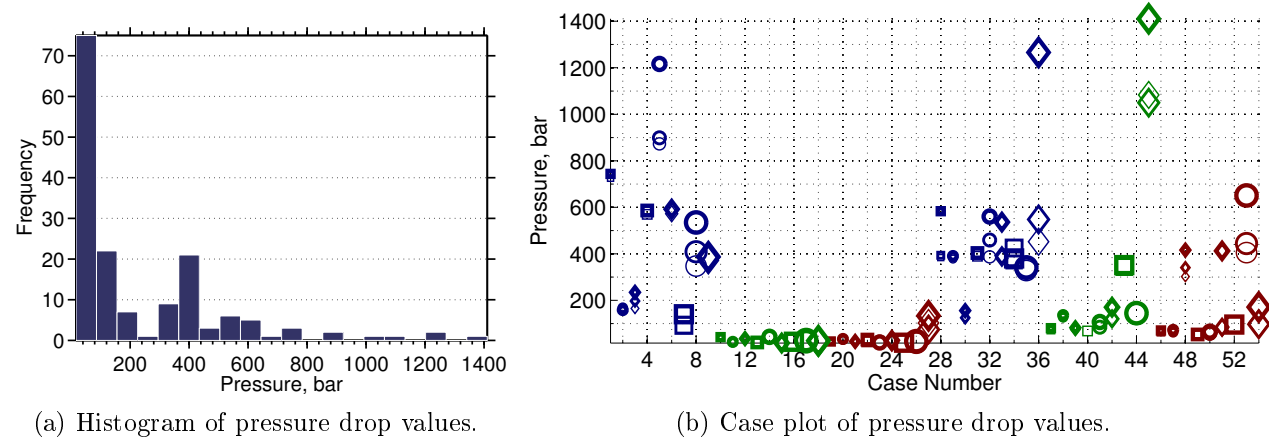 70
60
50
40
30
20
10
0
Frequency
200 400 600 800 1000 1200 1400
Pressure, bar
(a) Histogram of pressure drop values.
1400
1200
1000
800
600
400
200
Pressure, bar
4 8 12 16 20 24 28 32 36 40 44 48 52
Case Number
(b) Case plot of pressure drop values.